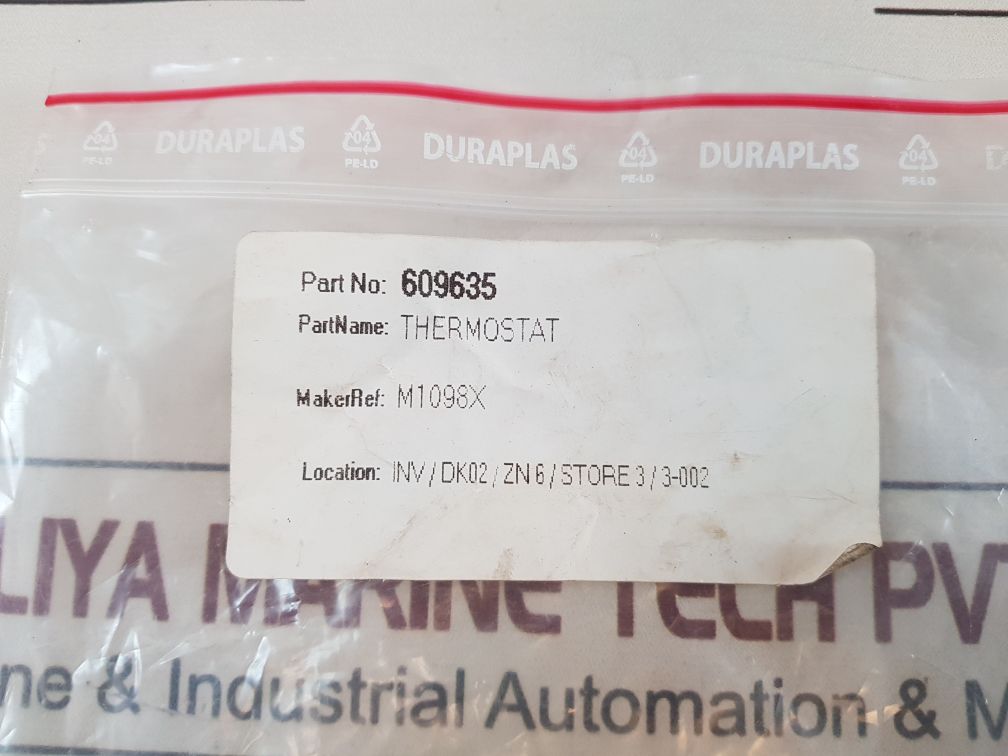 DURAPLAS DURAPLAS DURAPLAS
04 04 04 04
PE-LD PE-LD PE-LD PE-LD
Part No: 609635
PartName: THERMOSTAT
MakerRef: M1098X
Location: INV / DK02 / ZN 6 / STORE 3 / 3-002
LIYA MARINE TECH PV
ne & Industrial Automation & M